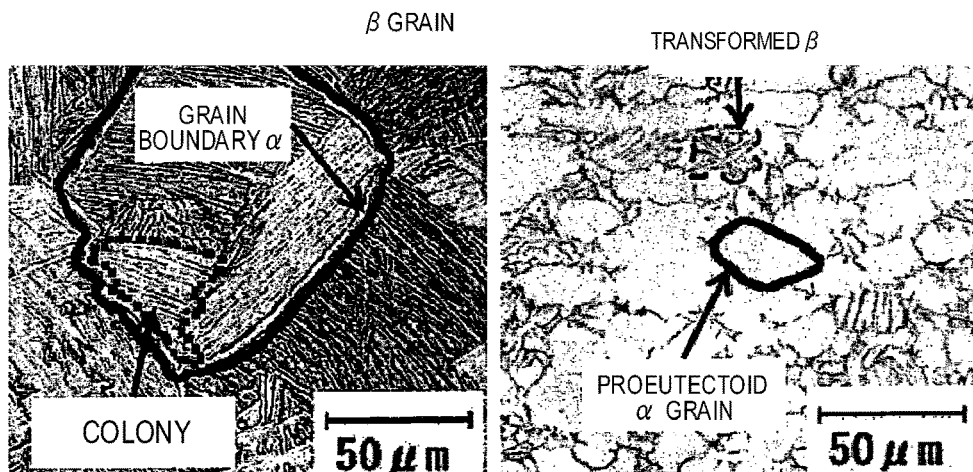 β GRAIN
TRANSFORMED β
GRAIN
BOUNDARY α
COLONY
50 μm
PROEUTECTOID
α GRAIN
50 μm